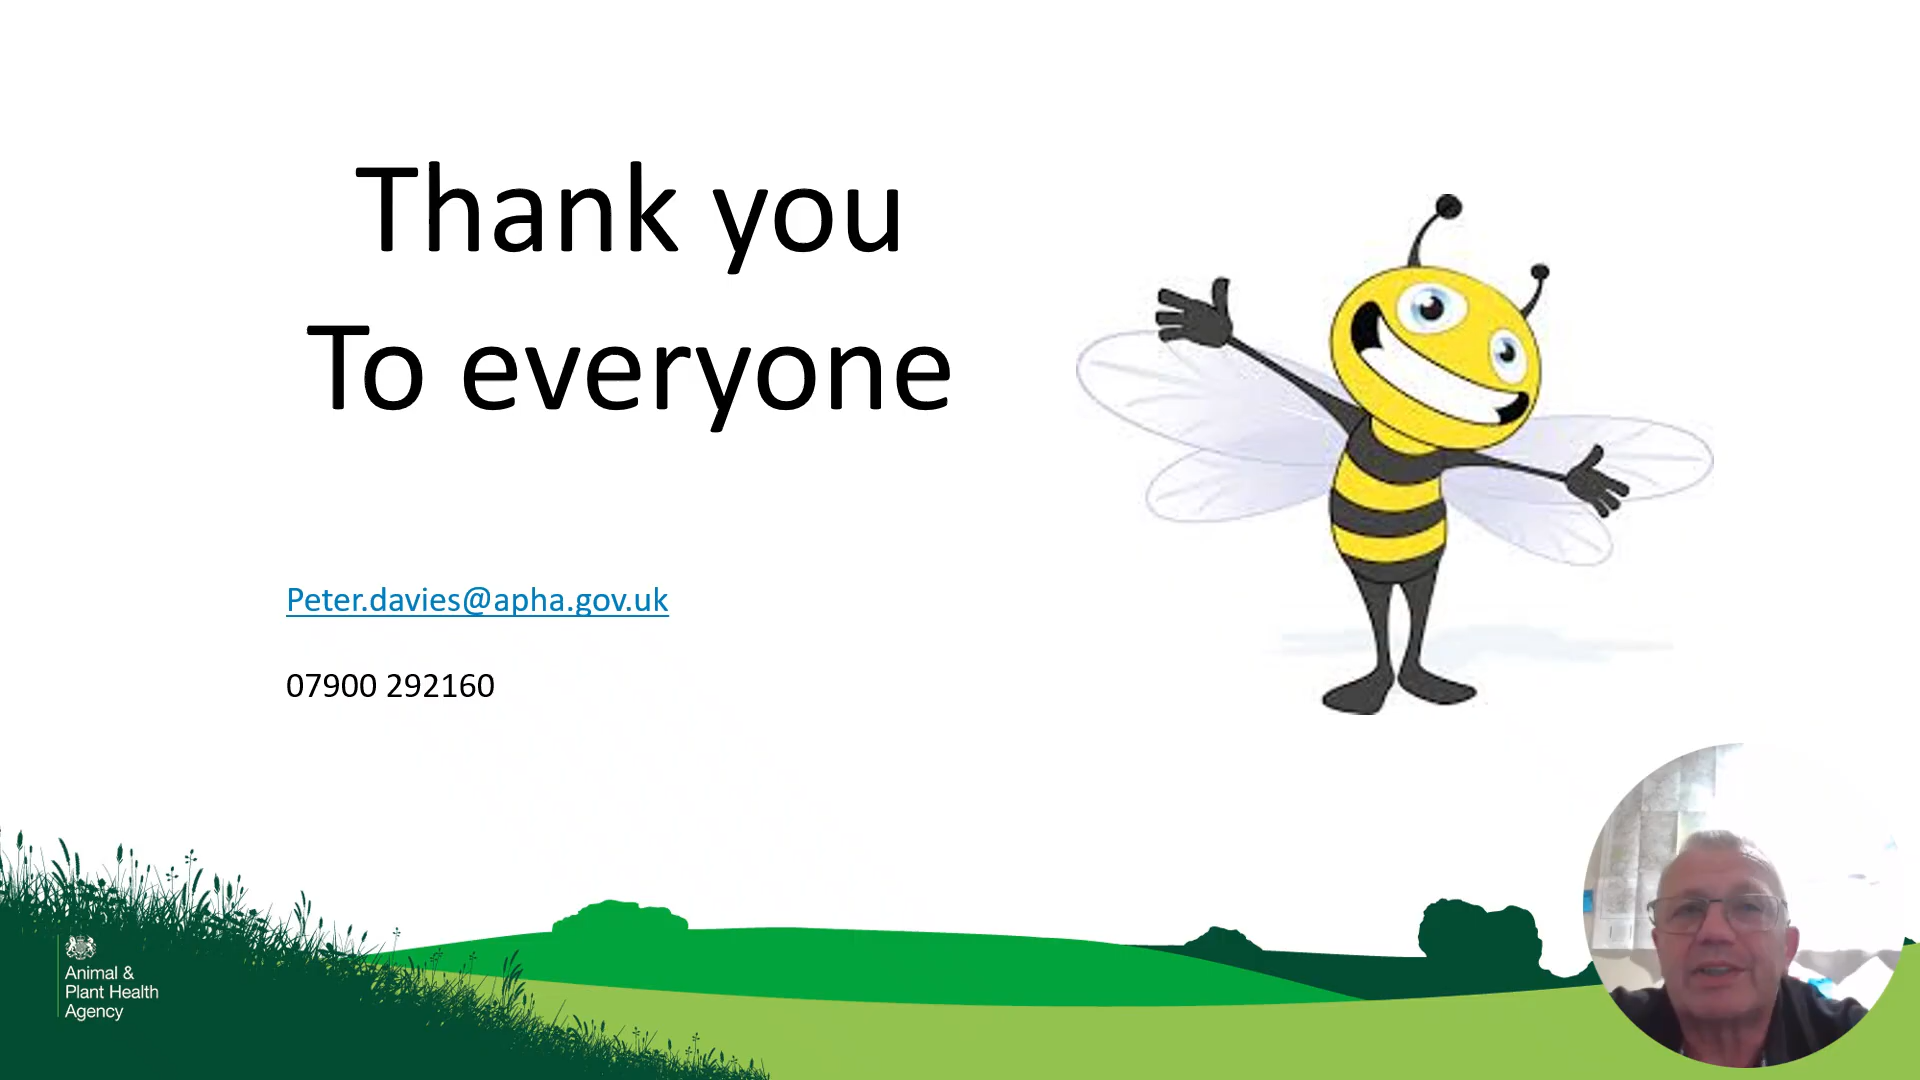 Thank you
To everyone
Peter.davies@apha.gov.uk
07900 292160
Animal &
Plant Health
Agency